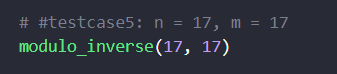 # #testcase5: n = 17, m = 17
modulo_inverse(17, 17)